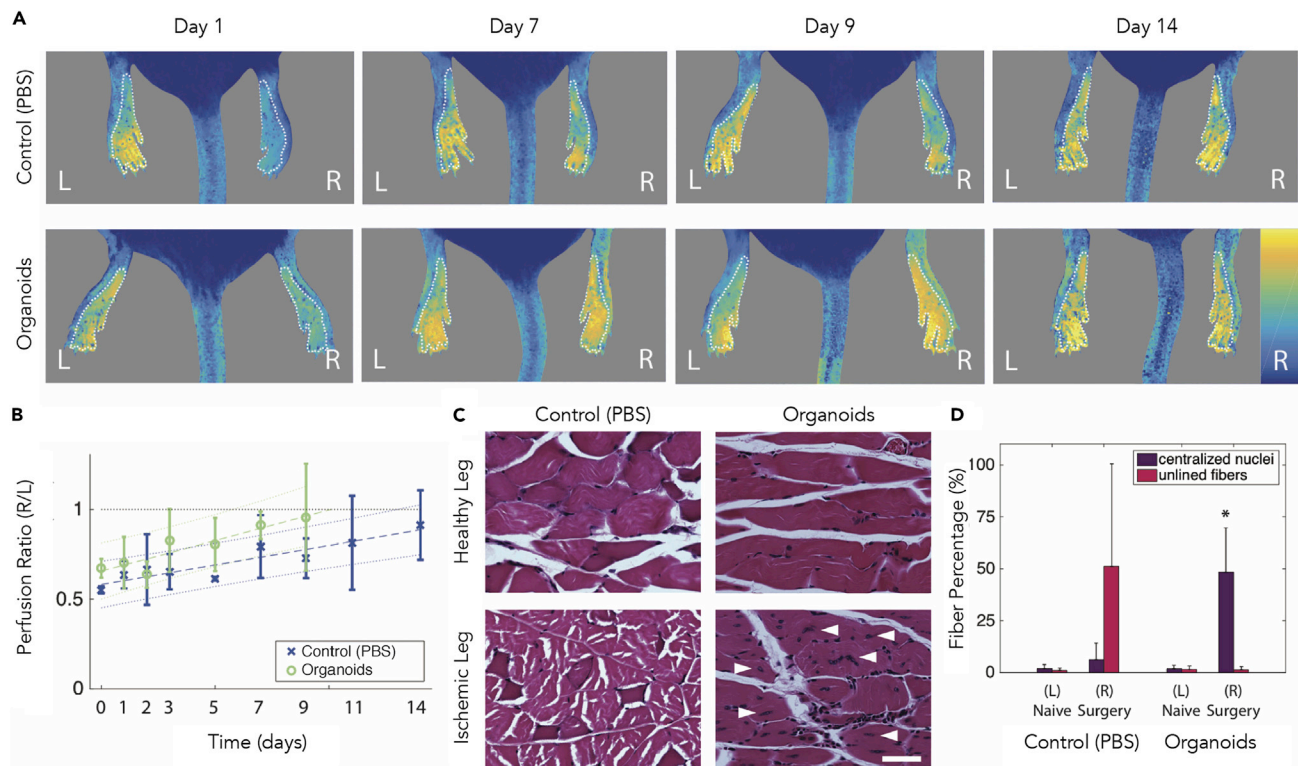 A
Day 1
Day 7
Day 9
Day 14
Control (PBS)
L
R
L
R
L
R
L
R
Organoids
L
R
L
R
L
R
L
R
B
Perfusion Ratio (R/L)
1
0.5
1
Control (PBS)
Organoids
0 1 2 3 5 7 9 11 14
Time (days)
C
Control (PBS)
Organoids
Healthy Leg
Ischemic Leg
D
Fiber Percentage (%)
100
75
50
25
0
centralized nuclei
unlined fibers
*
(L) (R) (L) (R)
Naive Surgery Naive Surgery
Control (PBS) Organoids